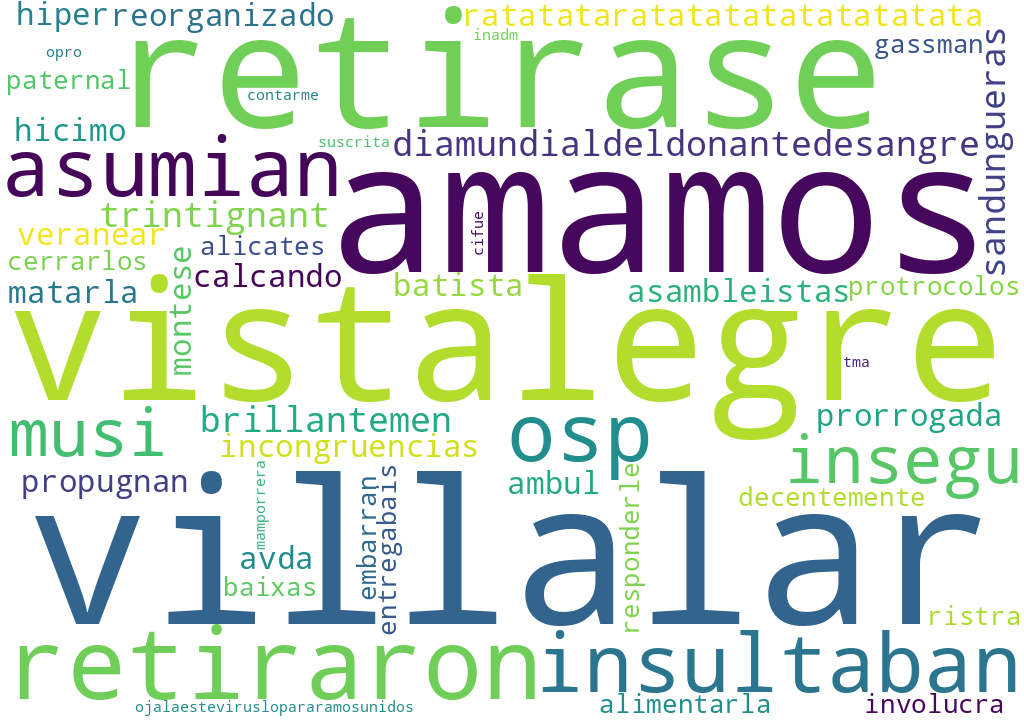 hiperreorganizado
ratatataratatatatatatatatata
opro
retirase
inadm
gassman
paternal
contarme
sandungueras
hicimo
suscrita
diamundialdeldonantedesangre
asumian
amamos
trintignant
cifue
veranear
alicates
cerrarlos
montese
calcando
matarla
batista
asambleistas
protrocolos
vistalegre
tma
musi
brillantemen
osp
prorrogada
incongruencias
insegu
propugnan
mamporrera
embarran
entregabais
ambul
responderle
decentemente
villalar
avda
baixas
ristra
retiraron
insultaban
ojalaesteviruslopararamosunidos
alimentarla
involucra